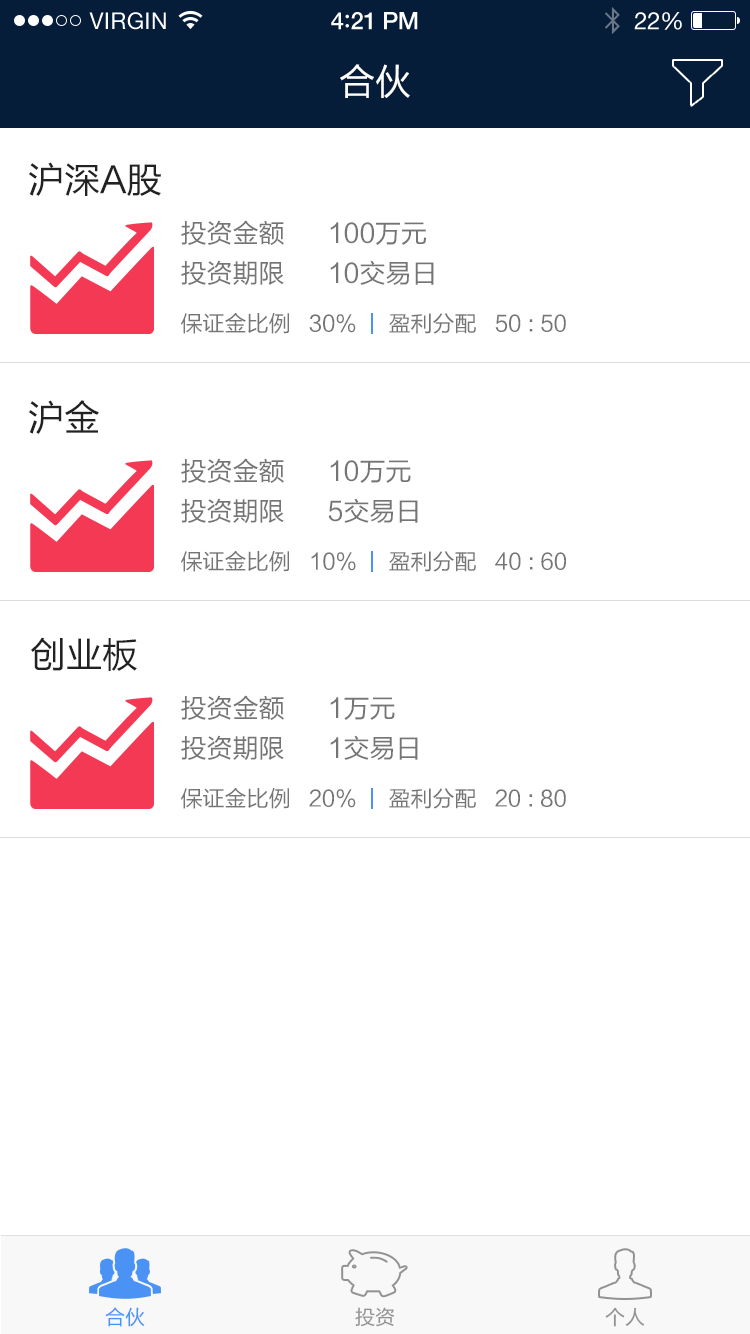 VIRGIN 4:21 PM 22%
合伙
沪深A股
投资金额 100万元
投资期限 10交易日
保证金比例 30% | 盈利分配 50 : 50
沪金
投资金额 10万元
投资期限 5交易日
保证金比例 10% | 盈利分配 40 : 60
创业板
投资金额 1万元
投资期限 1交易日
保证金比例 20% | 盈利分配 20 : 80
合伙 投资 个人